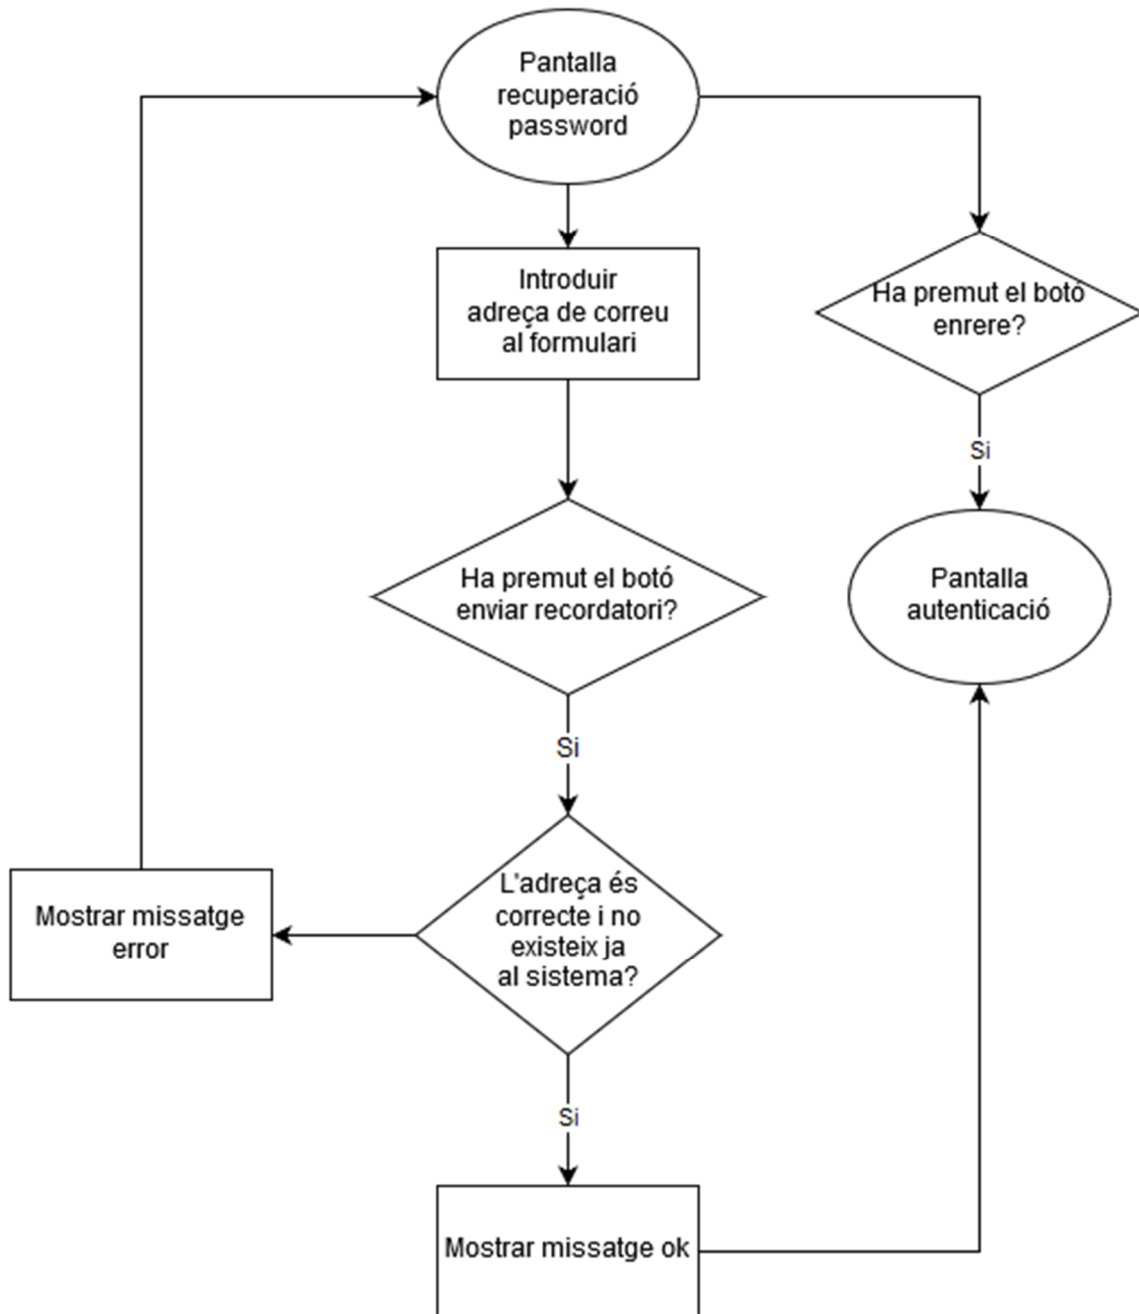 Pantalla
recuperació
password
Introduir
adreça de correu
al formulari
Ha premut el botó
enrere?
Si
Ha premut el botó
enviar recordatori?
Pantalla
autenticació
Si
L'adreça és
correcte i no
existeix ja
al sistema?
Mostrar missatge
error
Si
Mostrar missatge ok